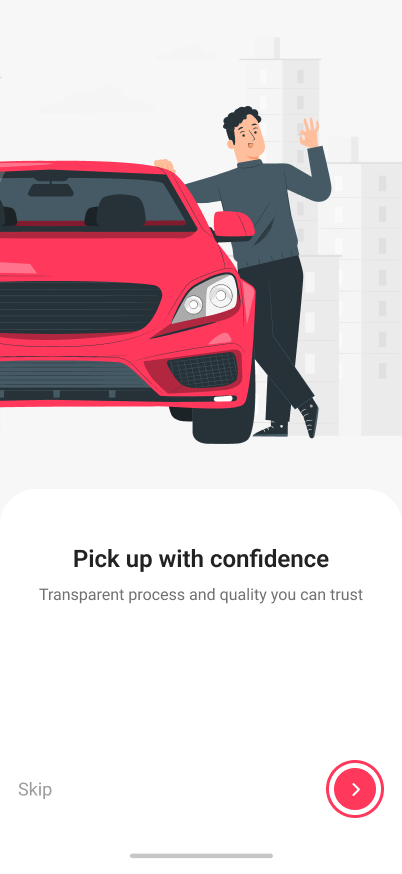 Pick up with confidence
Transparent process and quality you can trust
Skip